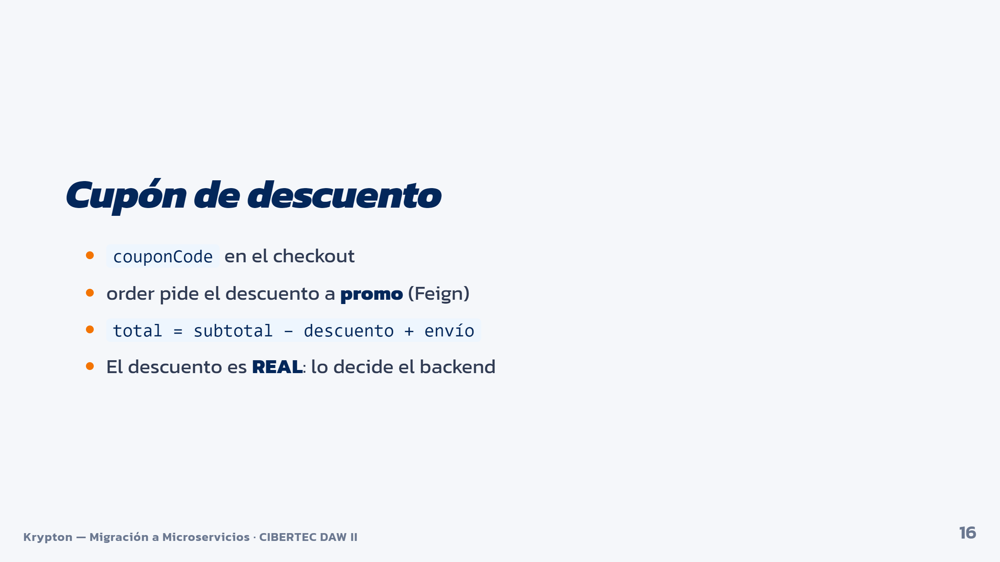 Cupón de descuento
couponCode en el checkout
order pide el descuento a promo (Feign)
total = subtotal − descuento + envío
El descuento es REAL: lo decide el backend
Krypton — Migración a Microservicios · CIBERTEC DAW II
16